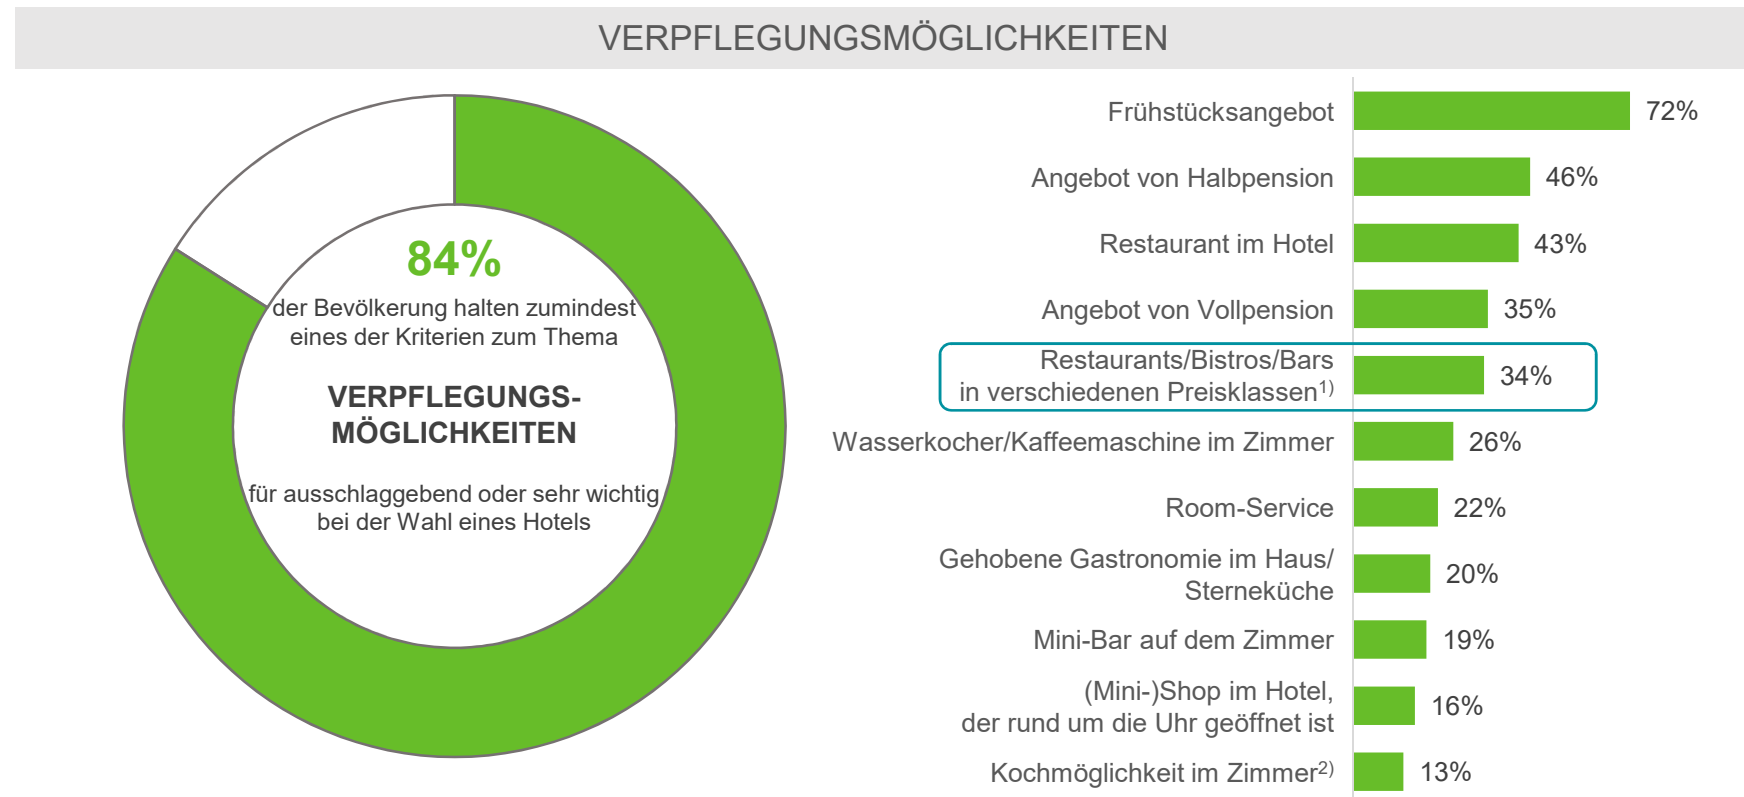 VERPFLEGUNGSMÖGLICHKEITEN
84%
der Bevölkerung halten zumindest
eines der Kriterien zum Thema
VERPFLEGUNGS-
MÖGLICHKEITEN
für ausschlaggebend oder sehr wichtig
bei der Wahl eines Hotels
Frühstücksangebot 72%
Angebot von Halbpension 46%
Restaurant im Hotel 43%
Angebot von Vollpension 35%
Restaurants/Bistros/Bars
in verschiedenen Preisklassen1) 34%
Wasserkocher/Kaffeemaschine im Zimmer 26%
Room-Service 22%
Gehobene Gastronomie im Haus/
Sterneküche 20%
Mini-Bar auf dem Zimmer 19%
(Mini-)Shop im Hotel,
der rund um die Uhr geöffnet ist 16%
Kochmöglichkeit im Zimmer2) 13%